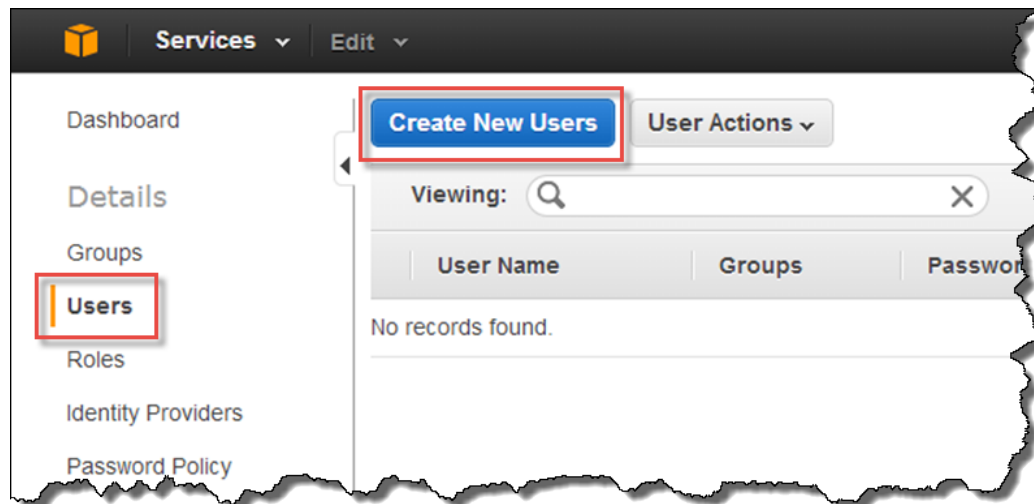 Services Edit
Dashboard
Create New Users User Actions
Details
Viewing:
Groups
User Name Groups Passwor
Users
No records found.
Roles
Identity Providers
Password Policy